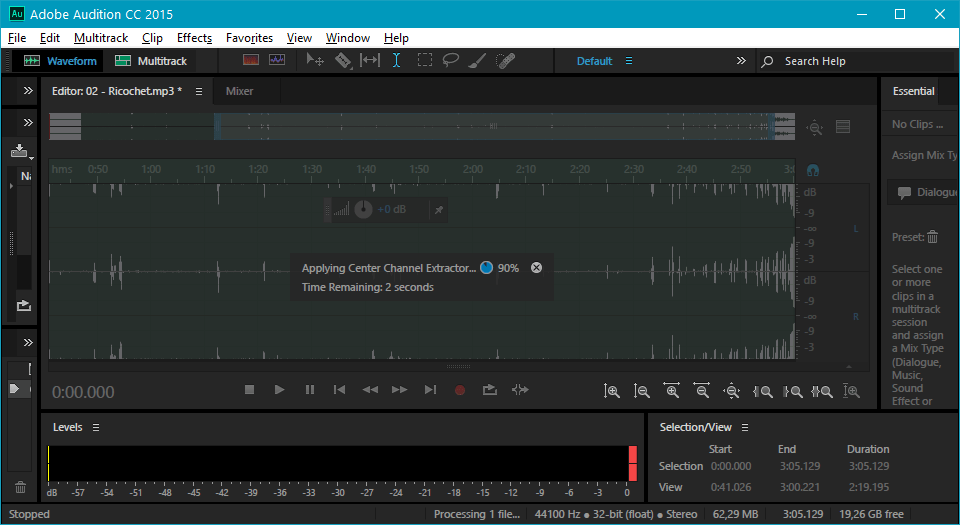 Au Adobe Audition CC 2015
File Edit Multitrack Clip Effects Favorites View Window Help
Waveform Multitrack Default Search Help
Editor: 02 - Ricochet.mp3 * Mixer
Essential
No Clips ...
hms 0:50 1:00 1:10 1:20 1:30 1:40 1:50 2:00 2:10 2:20 2:30 2:40 2:50 3:0
Assign Mix Ty
Na
dB
Dialogue
+0 dB
-9
-∞
L
Preset:
-9
-3
Applying Center Channel Extractor... 90%
dB
Time Remaining: 2 seconds
-9
-∞
R
-9
-3
Select one
or more
clips in a
multitrack
session
and assign
a Mix Type
(Dialogue,
Music,
Sound
Effect or
0:00.000
Levels
dB -57 -54 -51 -48 -45 -42 -39 -36 -33 -30 -27 -24 -21 -18 -15 -12 -9 -6 -3 0
Selection/View
Start End Duration
Selection 0:00.000 3:05.129 3:05.129
View 0:41.026 3:00.221 2:19.195
Stopped Processing 1 file... 44100 Hz ● 32-bit (float) ● Stereo 62,29 MB 3:05.129 19,26 GB free